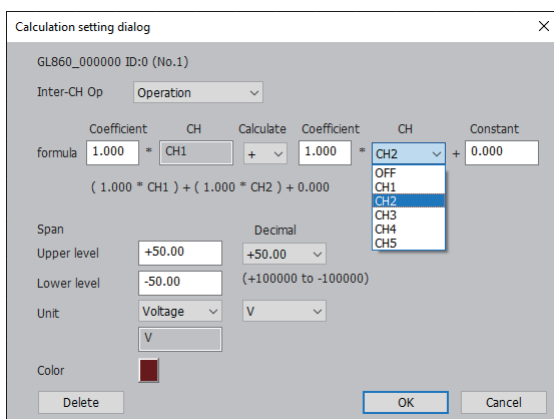 Calculation setting dialog
GL860_000000 ID:0 (No.1)
Inter-CH Op Operation
Coefficient CH Calculate Coefficient CH Constant
formula 1.000 * CH1 + 1.000 * CH2 + 0.000
OFF
( 1.000 * CH1 ) + ( 1.000 * CH2 ) + 0.000
CH1
CH2
CH3
CH4
CH5
Span Decimal
Upper level +50.00 +50.00
Lower level -50.00 (+100000 to -100000)
Unit Voltage V
V
Color
Delete OK Cancel